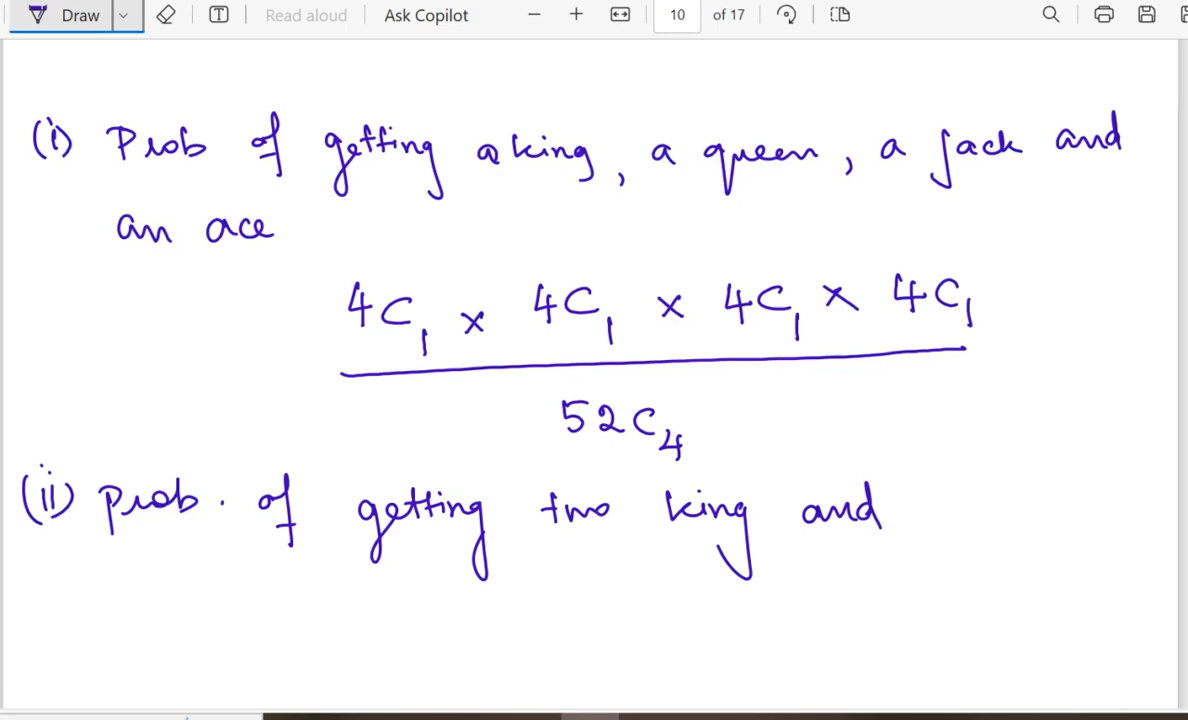 Draw
Read aloud
Ask Copilot
10 of 17
(i) Prob of getting a king, a queen, a jack and
an ace
4C1 x 4C1 x 4C1 x 4C1
52C4
(ii) Prob. of getting two king and